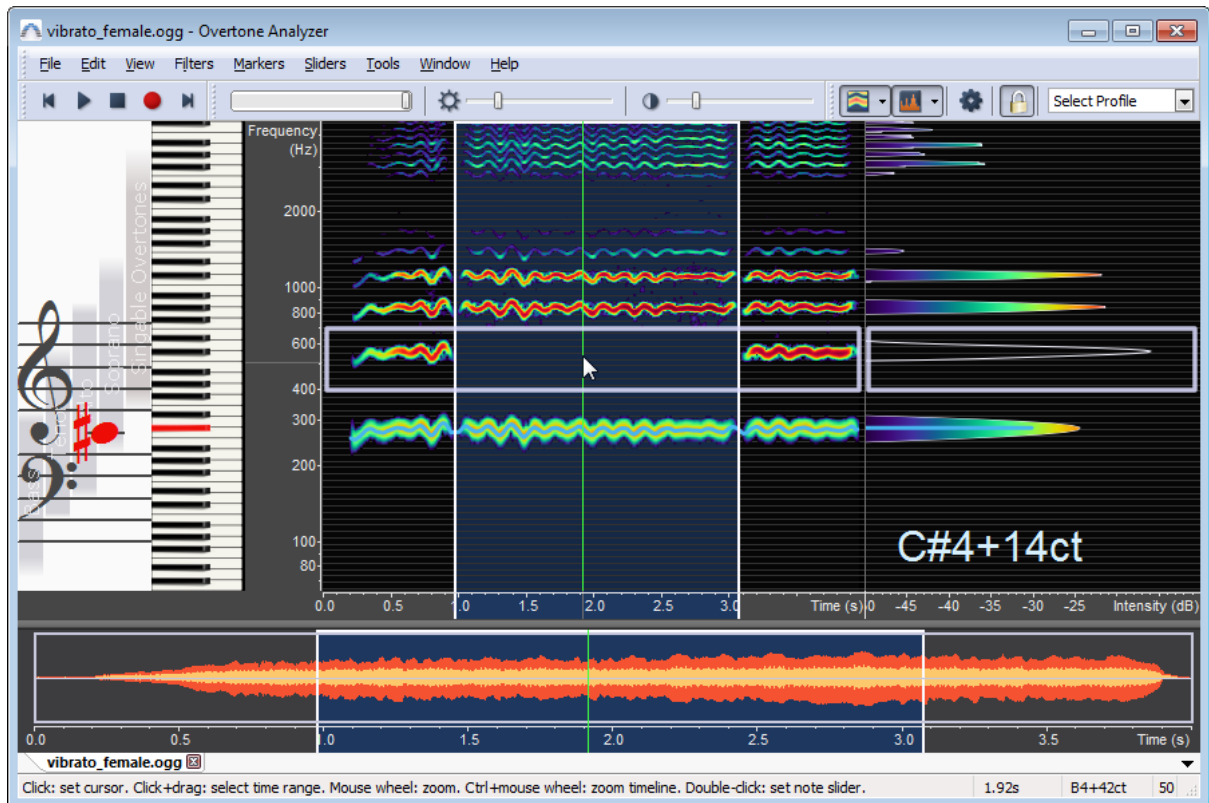 vibrato_female.ogg - Overtone Analyzer
File Edit View Filters Markers Sliders Tools Window Help
Select Profile
Frequency
(Hz)
2000
1000
800
600
400
300
200
100
80
Singable Overtones
Soprano
Bass
C#4+14ct
0.0 0.5 1.0 1.5 2.0 2.5 3.0 Time (s) -45 -40 -35 -30 -25 Intensity (dB)
0.0 0.5 1.0 1.5 2.0 2.5 3.0 3.5 Time (s)
vibrato_female.ogg
Click: set cursor. Click+drag: select time range. Mouse wheel: zoom. Ctrl+mouse wheel: zoom timeline. Double-click: set note slider. 1.92s B4+42ct 50